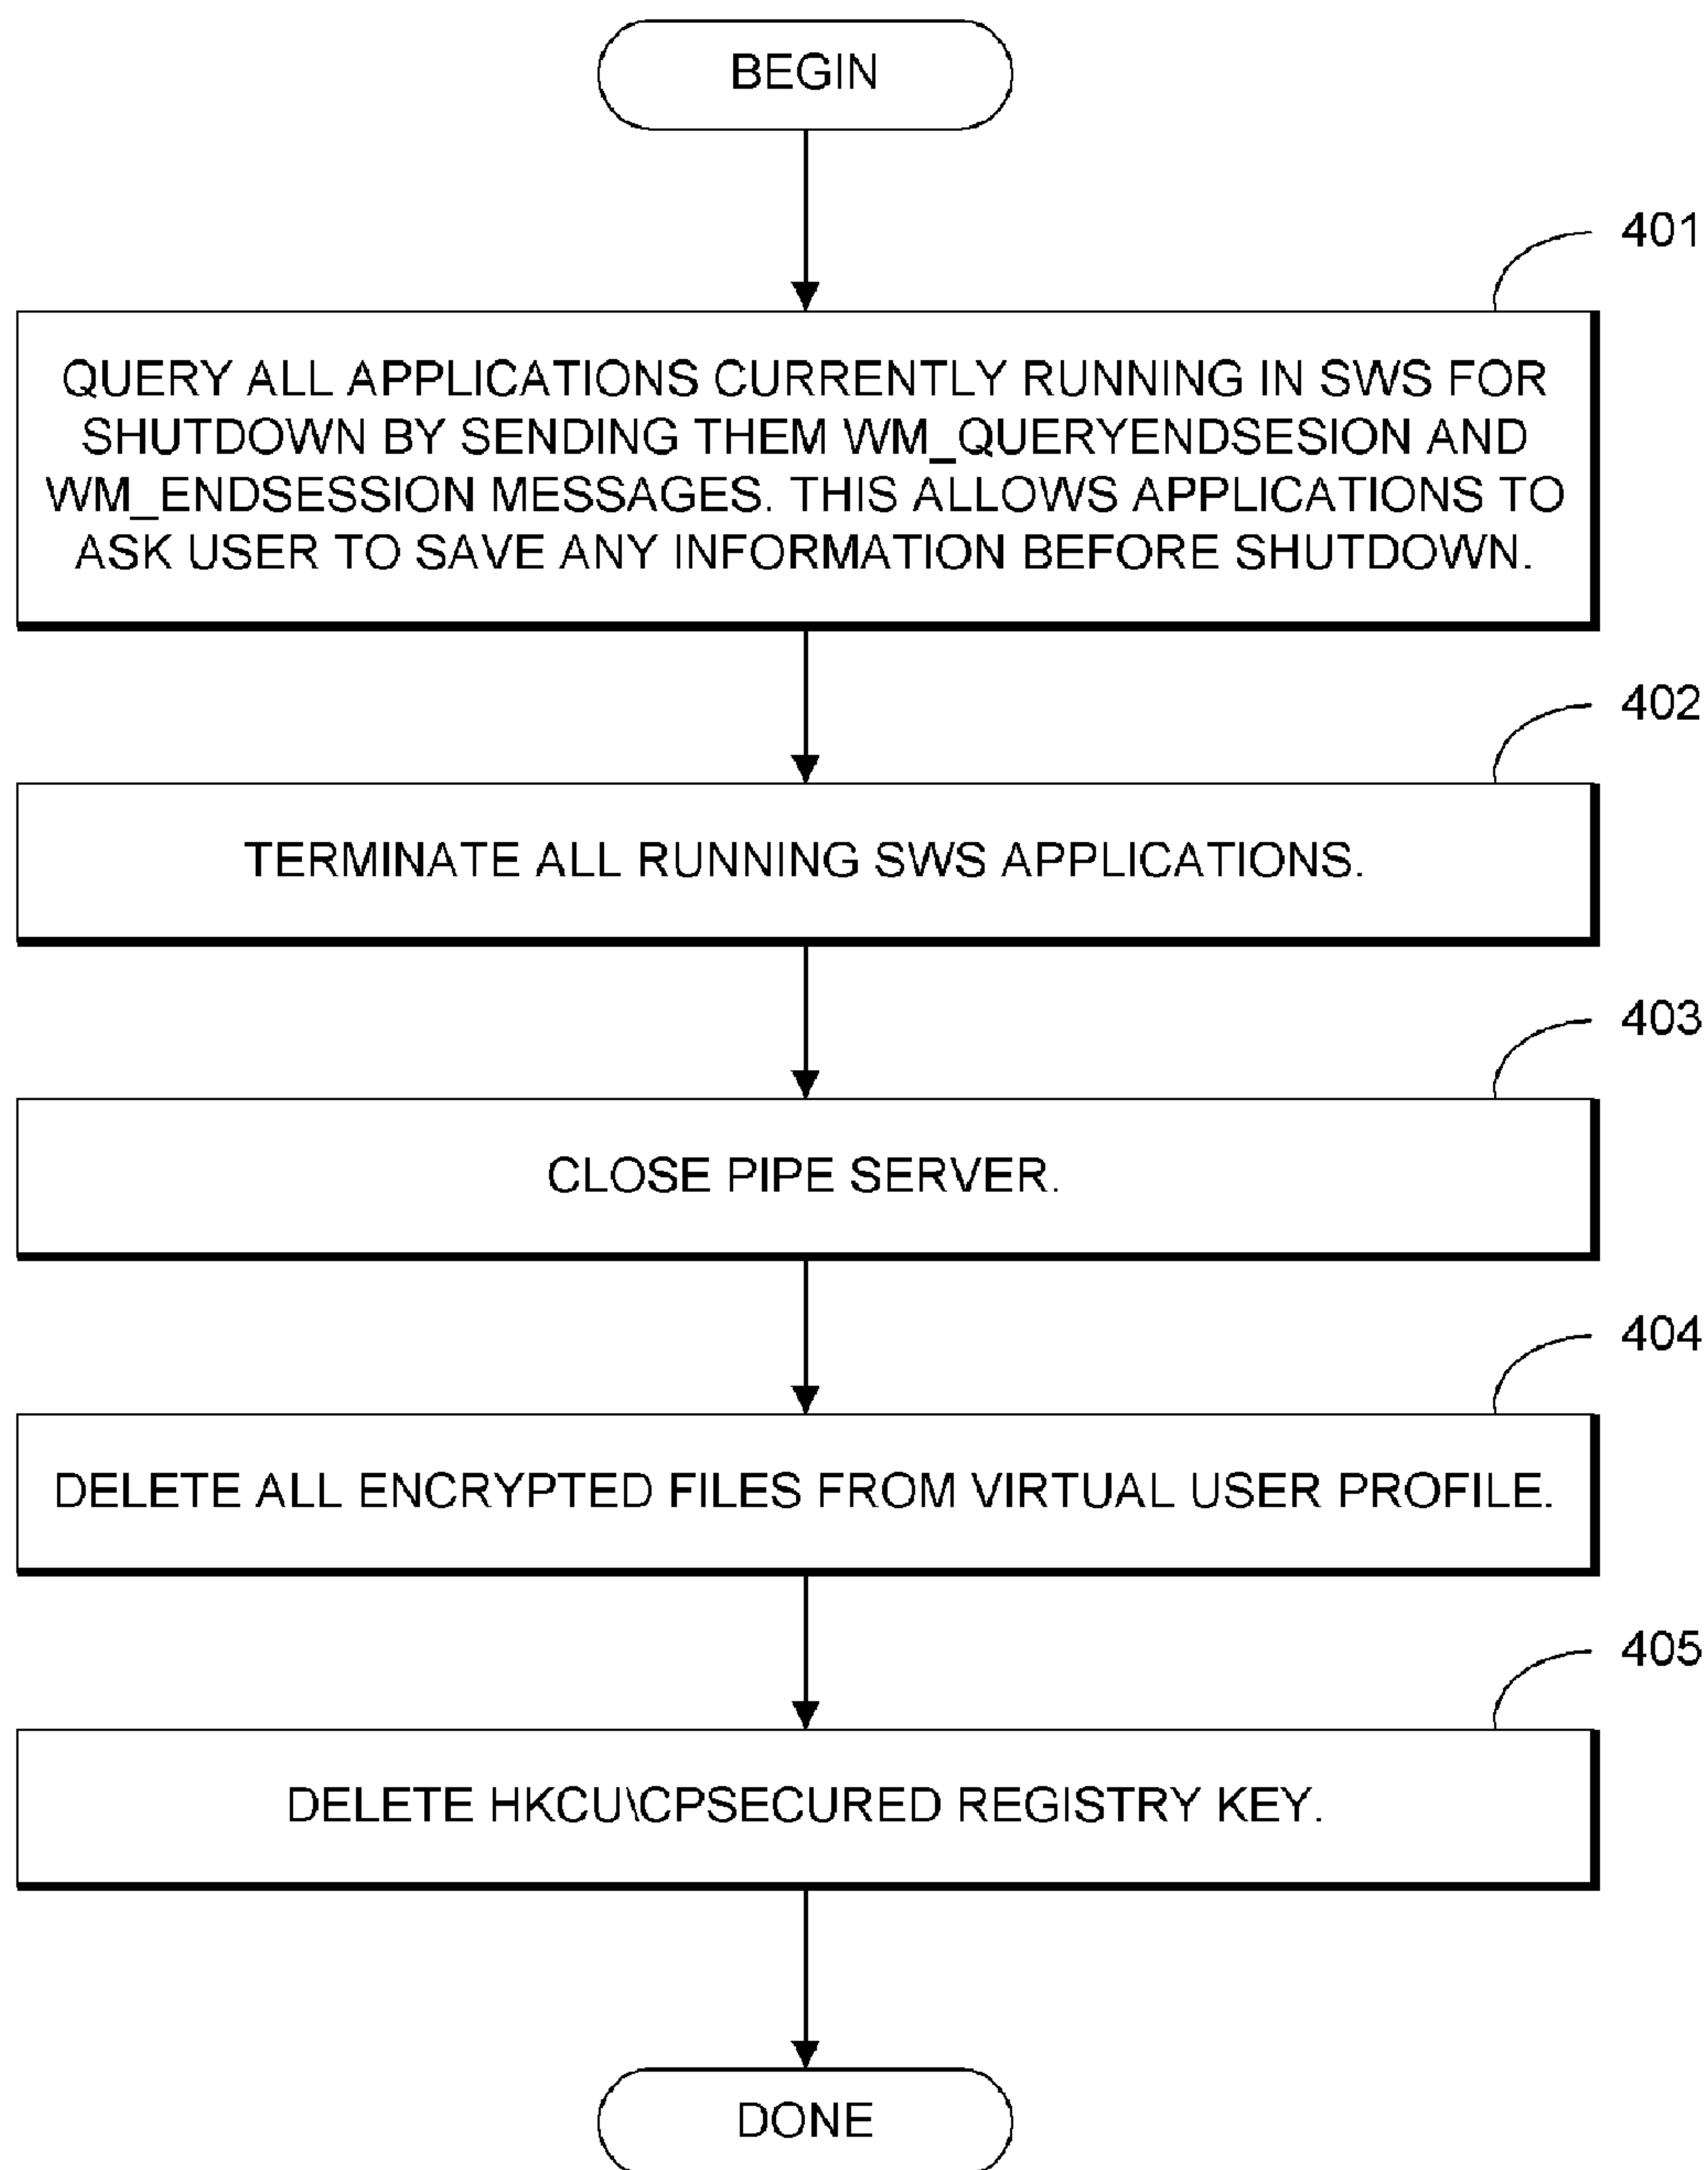 BEGIN
401
QUERY ALL APPLICATIONS CURRENTLY RUNNING IN SWS FOR
SHUTDOWN BY SENDING THEM WM_QUERYENDSESION AND
WM_ENDSESSION MESSAGES. THIS ALLOWS APPLICATIONS TO
ASK USER TO SAVE ANY INFORMATION BEFORE SHUTDOWN.
402
TERMINATE ALL RUNNING SWS APPLICATIONS.
403
CLOSE PIPE SERVER.
404
DELETE ALL ENCRYPTED FILES FROM VIRTUAL USER PROFILE.
405
DELETE HKCU\CPSECURED REGISTRY KEY.
DONE